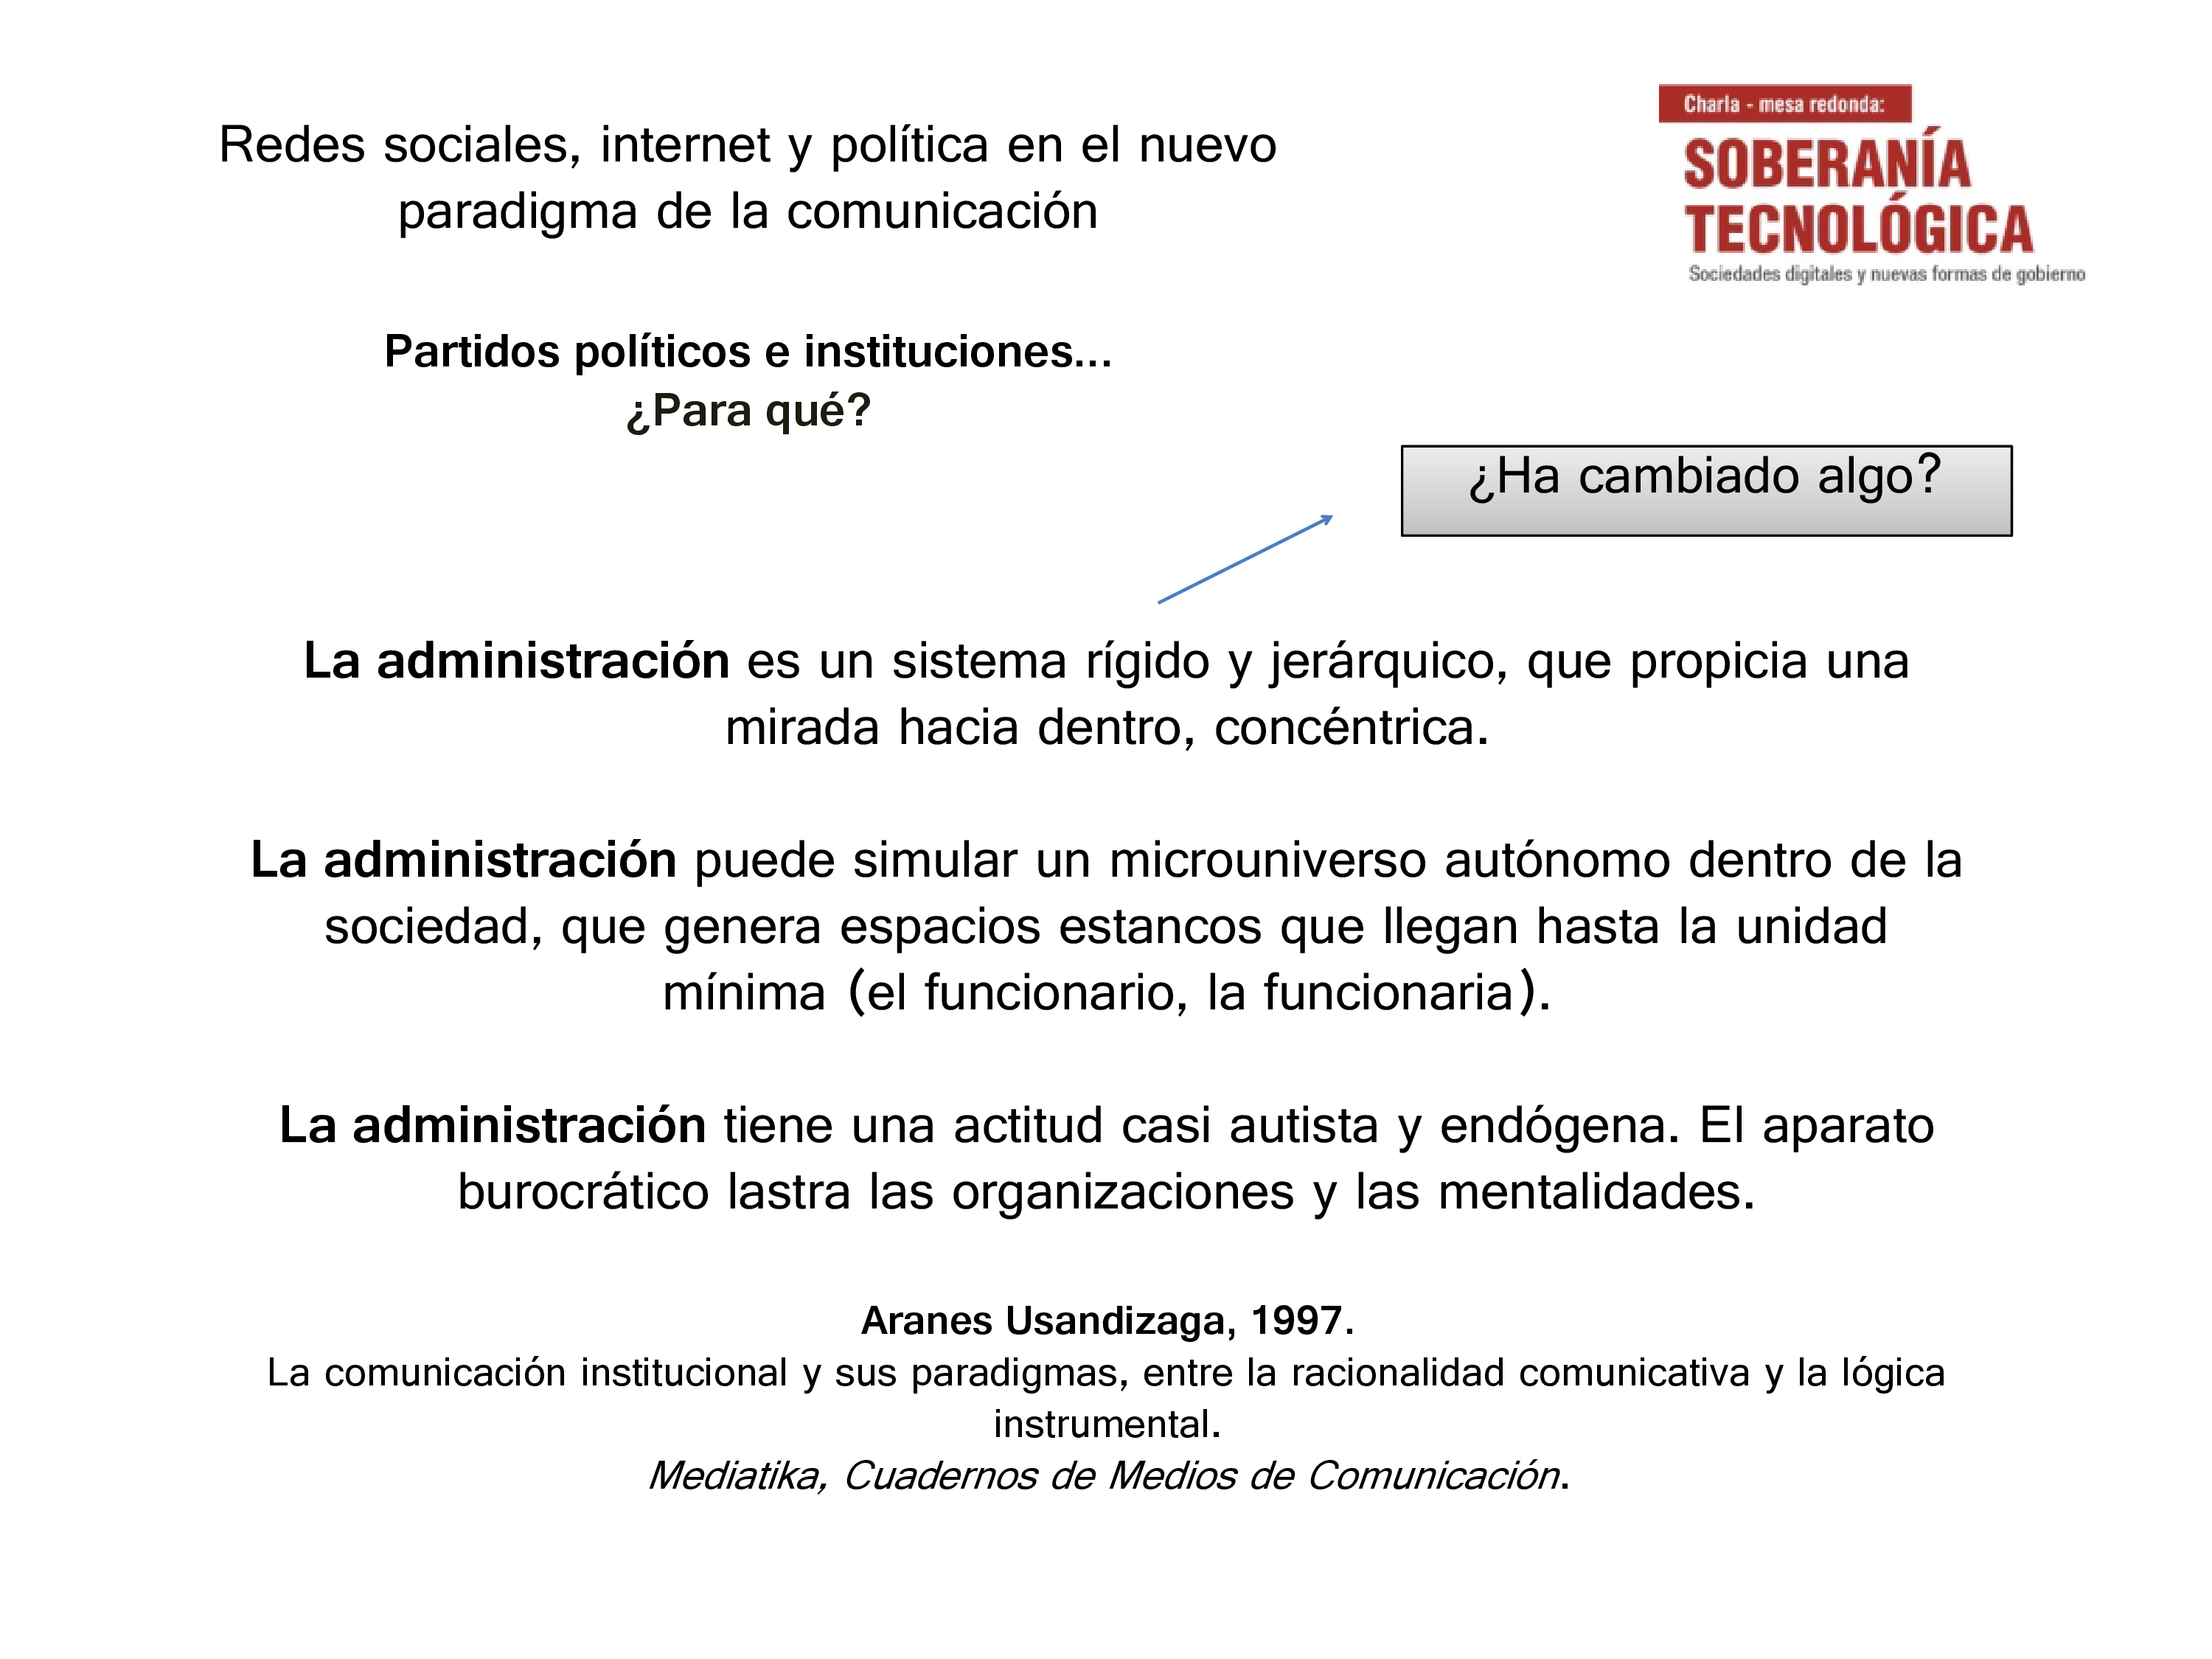 Redes sociales, internet y política en el nuevo
paradigma de la comunicación
Charla - mesa redonda:
SOBERANÍA
TECNOLÓGICA
Sociedades digitales y nuevas formas de gobierno
Partidos políticos e instituciones...
¿Para qué?
¿Ha cambiado algo?
La administración es un sistema rígido y jerárquico, que propicia una
mirada hacia dentro, concéntrica.
La administración puede simular un microuniverso autónomo dentro de la
sociedad, que genera espacios estancos que llegan hasta la unidad
mínima (el funcionario, la funcionaria).
La administración tiene una actitud casi autista y endógena. El aparato
burocrático lastra las organizaciones y las mentalidades.
Aranes Usandizaga, 1997.
La comunicación institucional y sus paradigmas, entre la racionalidad comunicativa y la lógica
instrumental.
Mediatika, Cuadernos de Medios de Comunicación.